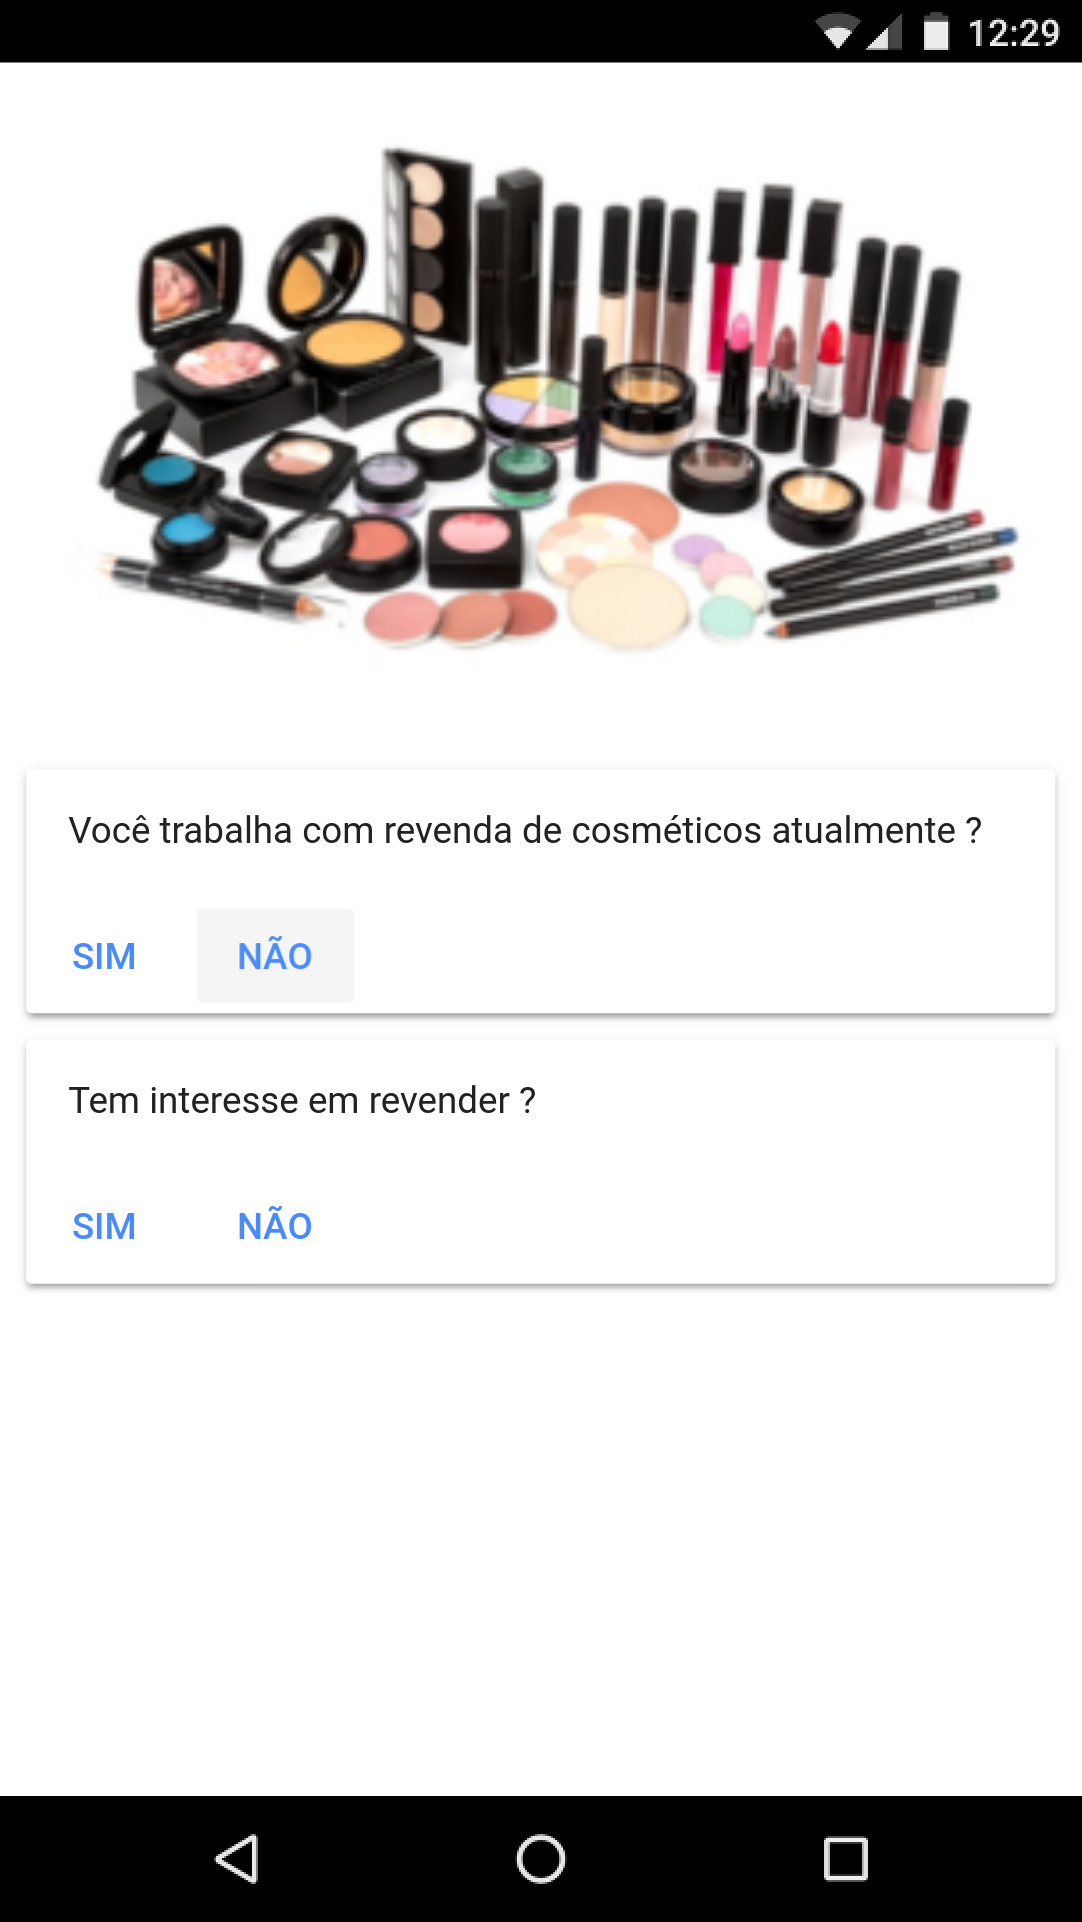 12:29
Você trabalha com revenda de cosméticos atualmente ?
SIM NÃO
Tem interesse em revender ?
SIM NÃO